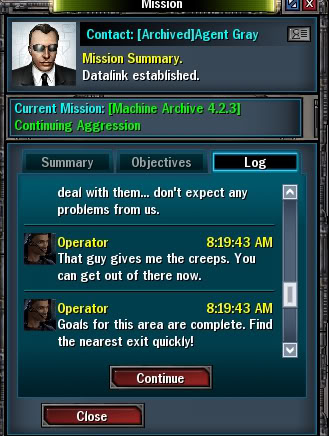 Mission
Contact: [Archived]Agent Gray
Mission Summary.
Datalink established.
Current Mission: [Machine Archive 4.2.3]
Continuing Aggression
Summary
Objectives
Log
deal with them... don't expect any
problems from us.
Operator 8:19:43 AM
That guy gives me the creeps. You
can get out of there now.
Operator 8:19:43 AM
Goals for this area are complete. Find
the nearest exit quickly!
Continue
Close